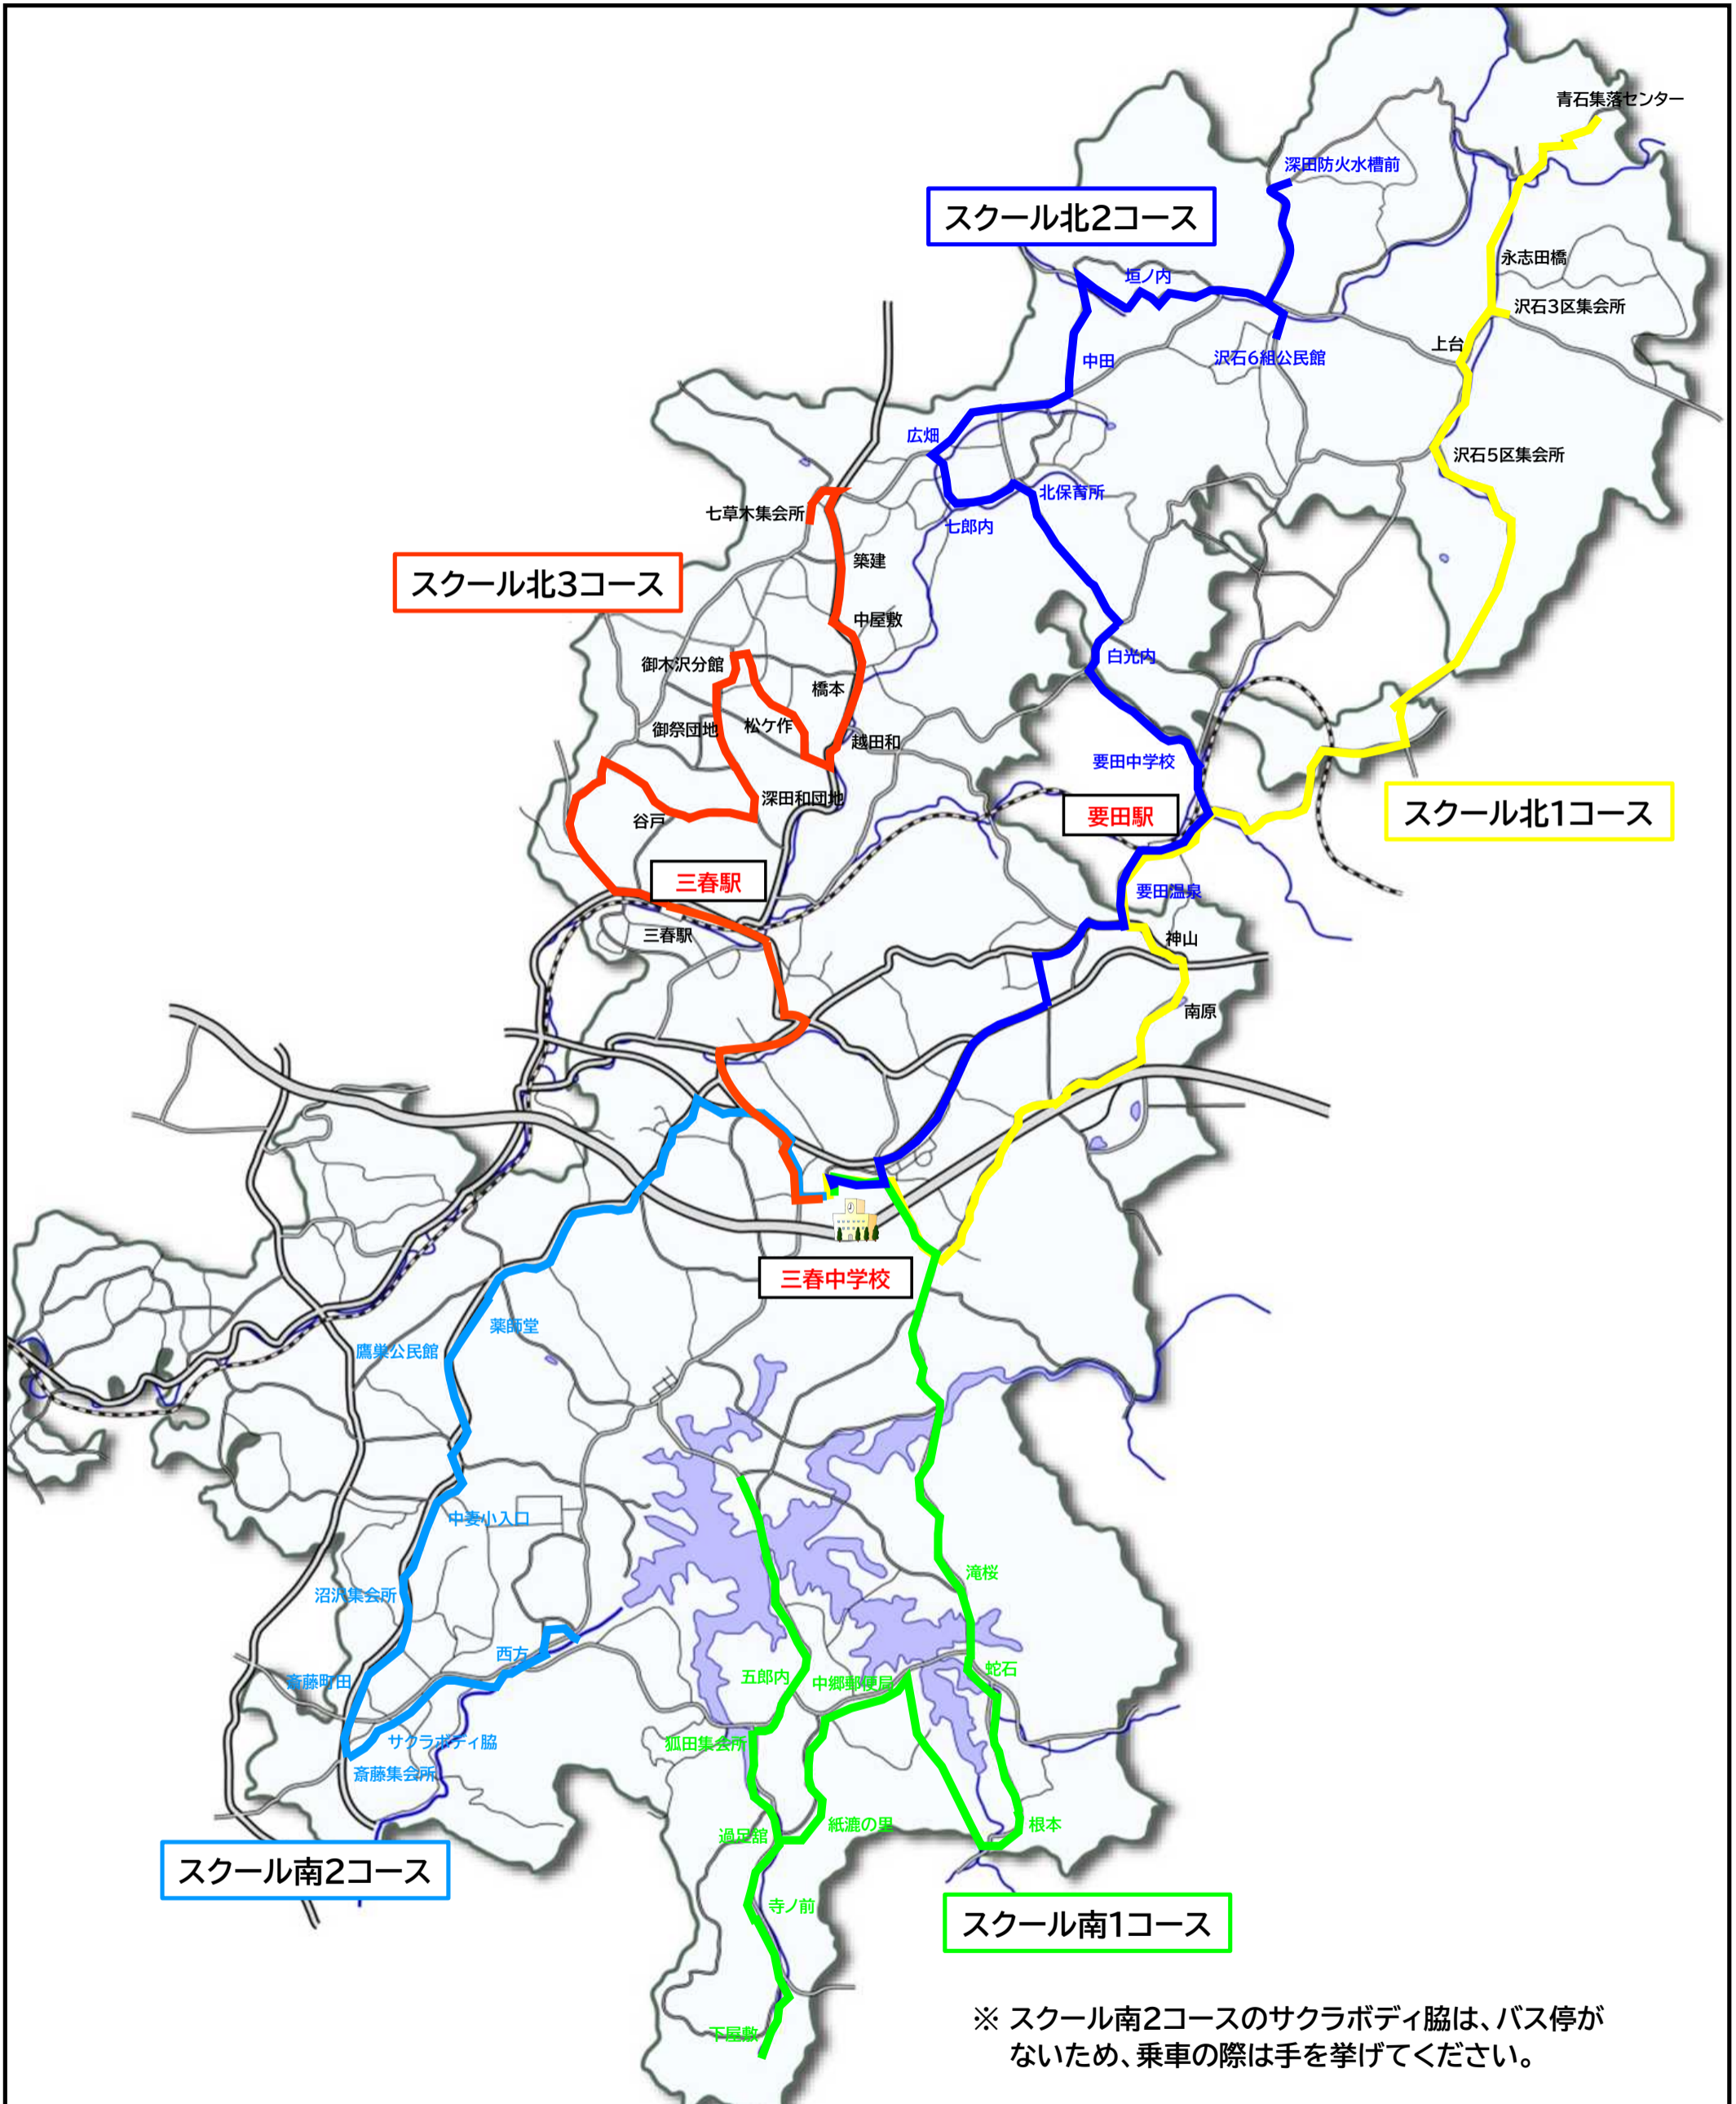 青石集落センター
深田防火水槽前
スクール北2コース
永志田橋
垣ノ内
沢石3区集会所
上台
中田
沢石6組公民館
広畑
沢石5区集会所
北保育所
七草木集会所
七郎内
築建
スクール北3コース
中屋敷
白光内
御木沢分館
橋本
松ケ作
御祭団地
越田和
要田中学校
深田和団地
要田駅
スクール北1コース
谷戸
三春駅
要田温泉
三春駅
神山
南原
三春中学校
薬師堂
鷹巣公民館
中妻小入口
滝桜
沼沢集会所
西方
蛇石
五郎内
中郷郵便局
斎藤町田
サクラボディ脇
狐田集会所
斎藤集会所
紙漉の里
根本
過足舘
スクール南2コース
寺ノ前
スクール南1コース
下屋敷
※ スクール南2コースのサクラボディ脇は、バス停が
ないため、乗車の際は手を挙げてください。